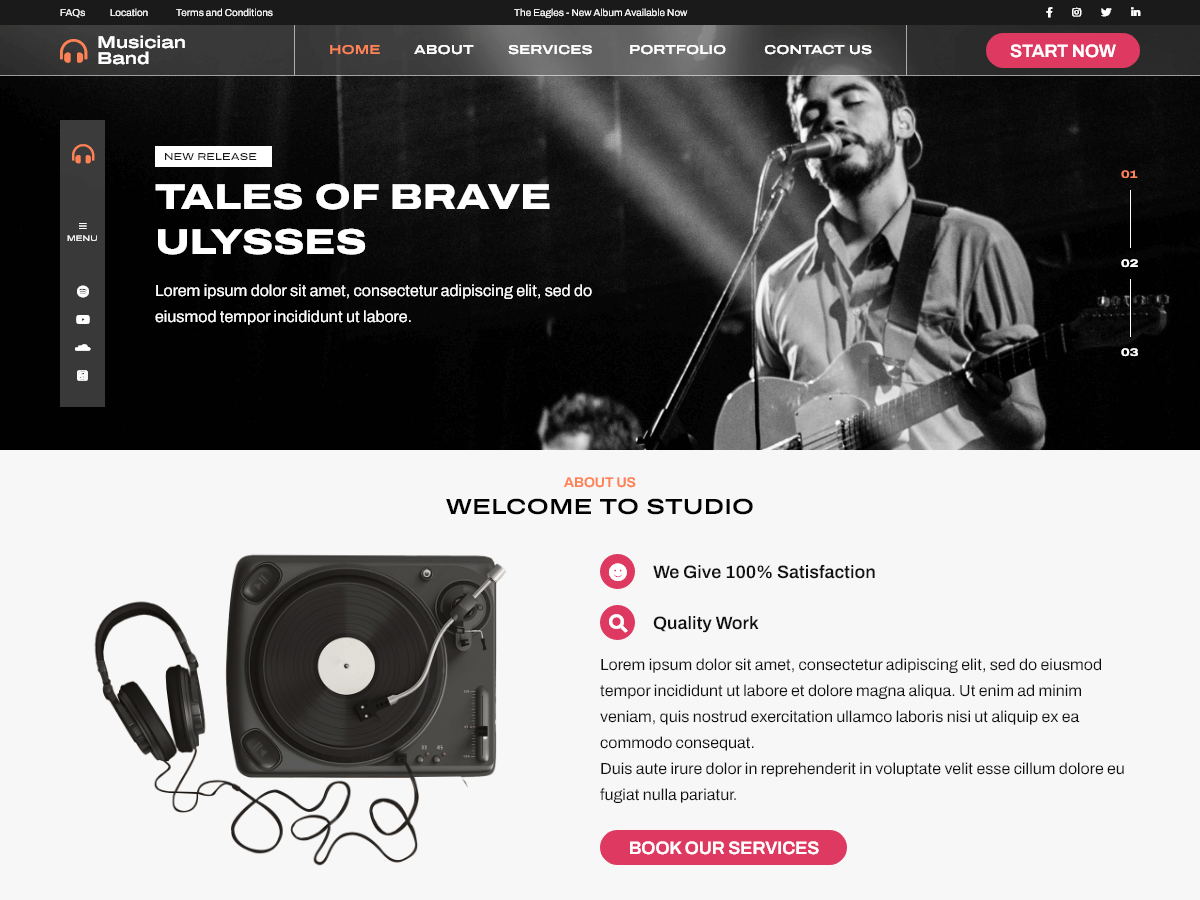 FAQs Location Terms and Conditions The Eagles - New Album Available Now
Musician
Band
HOME ABOUT SERVICES PORTFOLIO CONTACT US START NOW
MENU
NEW RELEASE
TALES OF BRAVE
ULYSSES
Lorem ipsum dolor sit amet, consectetur adipiscing elit, sed do
eiusmod tempor incididunt ut labore.
01
02
03
ABOUT US
WELCOME TO STUDIO
We Give 100% Satisfaction
Quality Work
Lorem ipsum dolor sit amet, consectetur adipiscing elit, sed do eiusmod
tempor incididunt ut labore et dolore magna aliqua. Ut enim ad minim
veniam, quis nostrud exercitation ullamco laboris nisi ut aliquip ex ea
commodo consequat.
Duis aute irure dolor in reprehenderit in voluptate velit esse cillum dolore eu
fugiat nulla pariatur.
BOOK OUR SERVICES
33 45